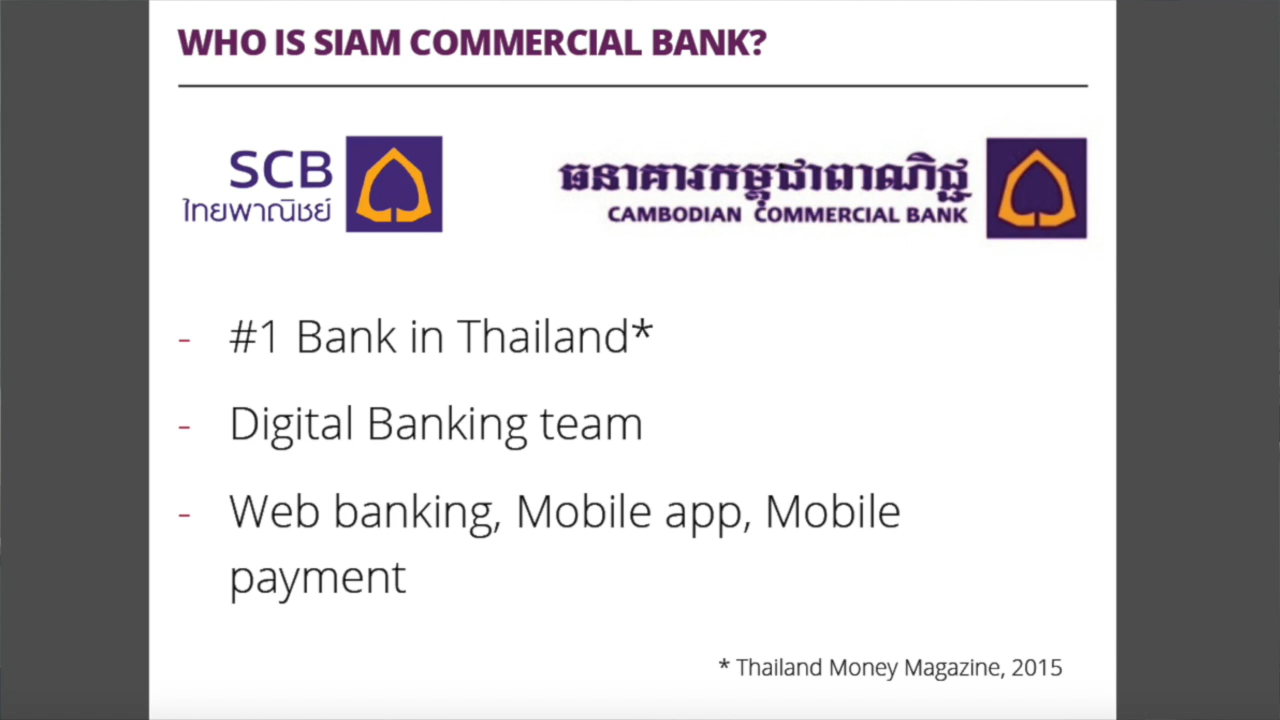 WHO IS SIAM COMMERCIAL BANK?
SCB
ไทยพาณิชย์
ធនាគារកម្ពុជាពាណិជ្ជ
CAMBODIAN COMMERCIAL BANK
- #1 Bank in Thailand*
- Digital Banking team
- Web banking, Mobile app, Mobile
payment
* Thailand Money Magazine, 2015